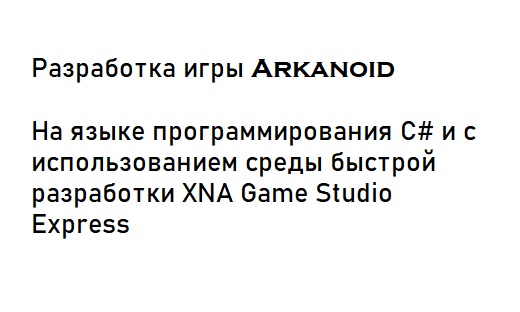 Разработка игры ARKANOID
На языке программирования C# и с
использованием среды быстрой
разработки XNA Game Studio
Express